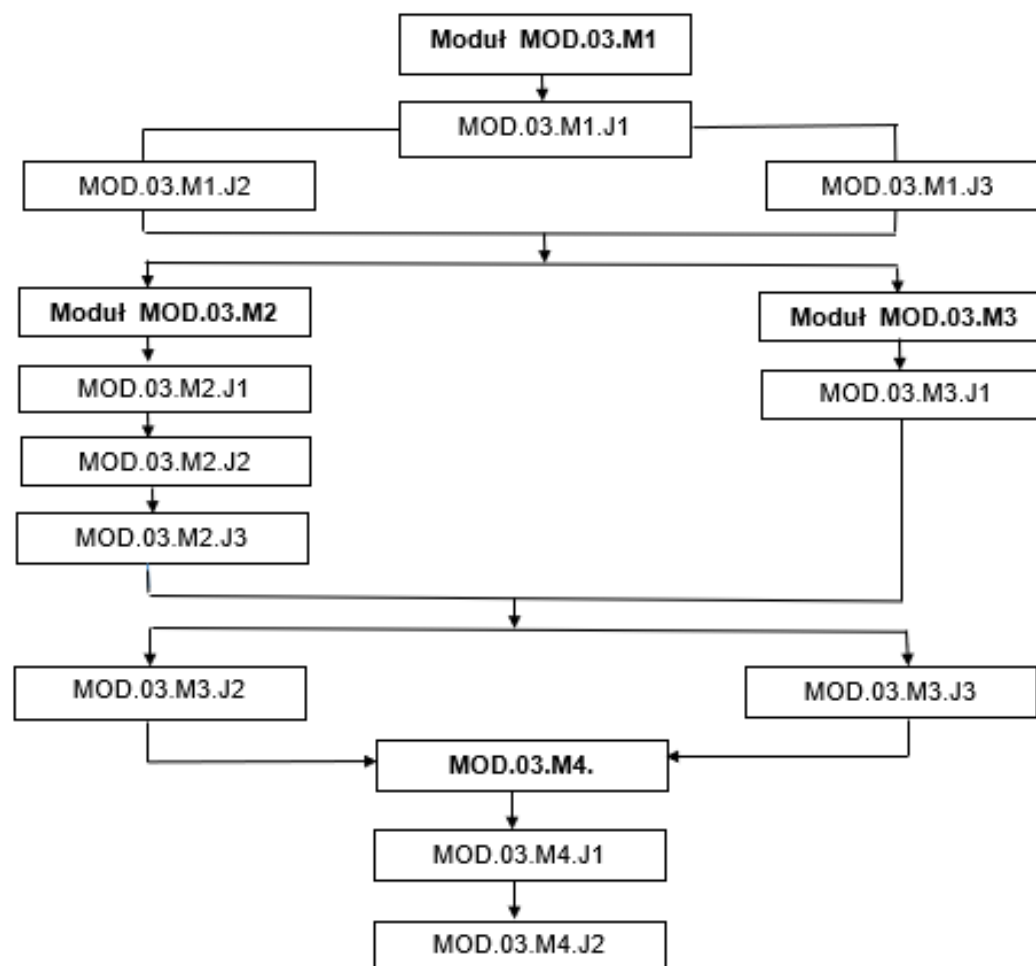 Moduł MOD.03.M1
MOD.03.M1.J1
MOD.03.M1.J2
MOD.03.M1.J3
Moduł MOD.03.M2
Moduł MOD.03.M3
MOD.03.M2.J1
MOD.03.M3.J1
MOD.03.M2.J2
MOD.03.M2.J3
MOD.03.M3.J2
MOD.03.M3.J3
MOD.03.M4.
MOD.03.M4.J1
MOD.03.M4.J2